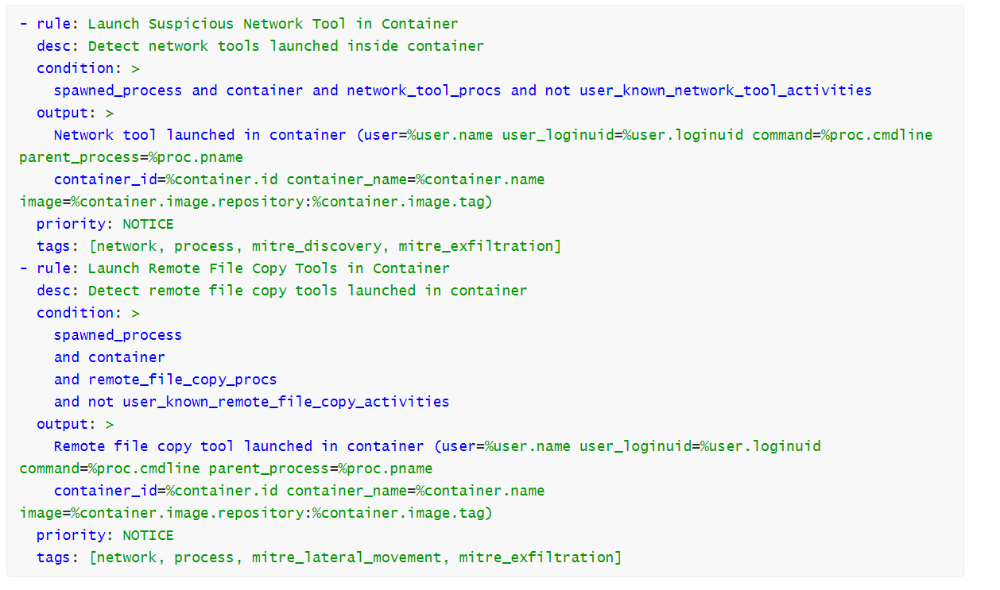 - rule: Launch Suspicious Network Tool in Container
  desc: Detect network tools launched inside container
  condition: >
    spawned_process and container and network_tool_procs and not user_known_network_tool_activities
  output: >
    Network tool launched in container (user=%user.name user_loginuid=%user.loginuid command=%proc.cmdline
parent_process=%proc.pname
    container_id=%container.id container_name=%container.name
image=%container.image.repository:%container.image.tag)
  priority: NOTICE
  tags: [network, process, mitre_discovery, mitre_exfiltration]
- rule: Launch Remote File Copy Tools in Container
  desc: Detect remote file copy tools launched in container
  condition: >
    spawned_process
    and container
    and remote_file_copy_procs
    and not user_known_remote_file_copy_activities
  output: >
    Remote file copy tool launched in container (user=%user.name user_loginuid=%user.loginuid
command=%proc.cmdline parent_process=%proc.pname
    container_id=%container.id container_name=%container.name
image=%container.image.repository:%container.image.tag)
  priority: NOTICE
  tags: [network, process, mitre_lateral_movement, mitre_exfiltration]